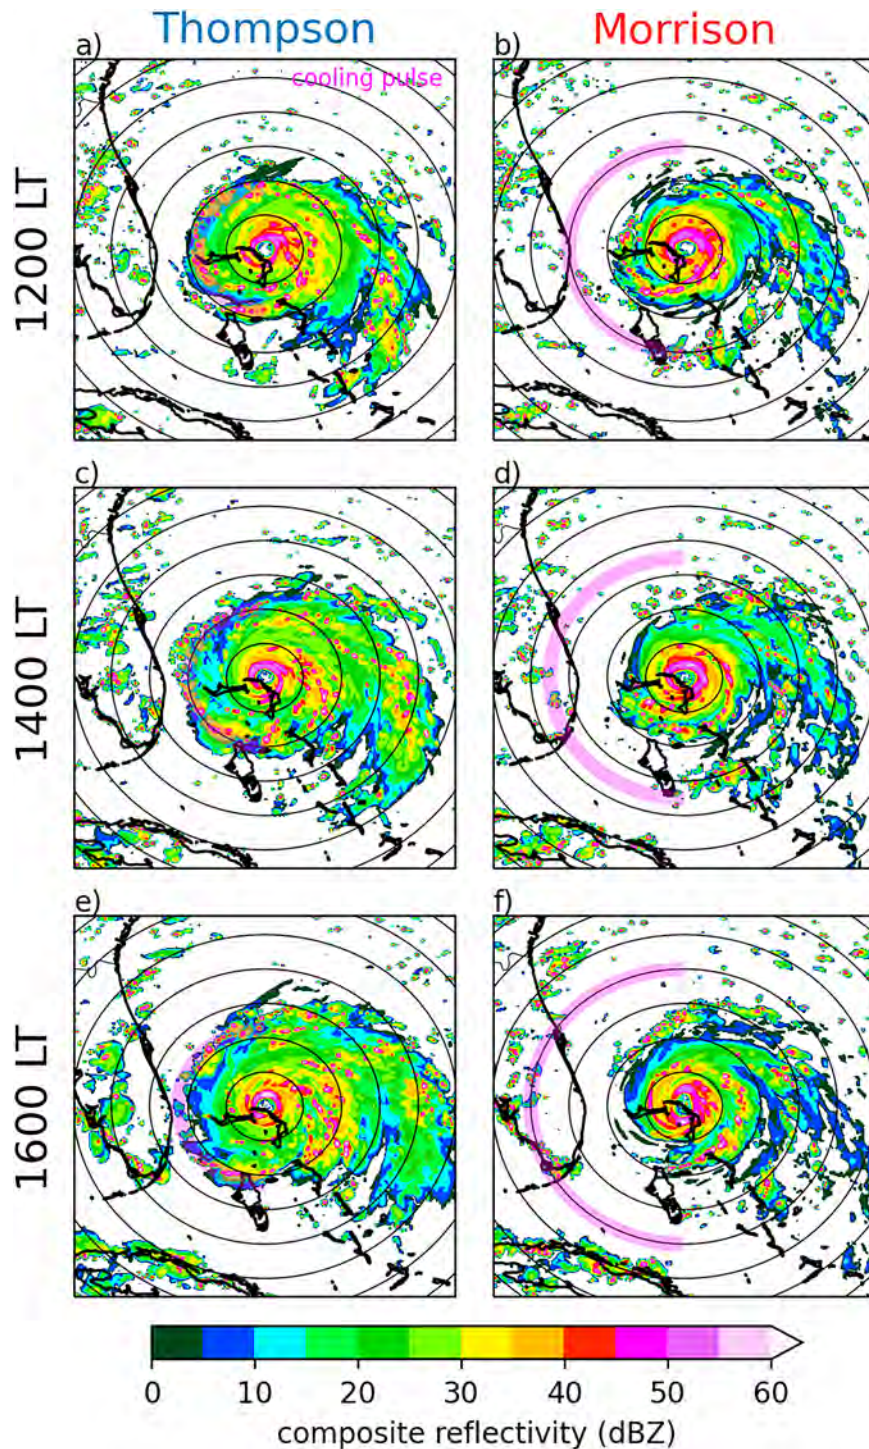 Thompson Morrison
a) b)
cooling pulse
1200 LT
c) d)
1400 LT
e) f)
1600 LT
0 10 20 30 40 50 60
composite reflectivity (dBZ)